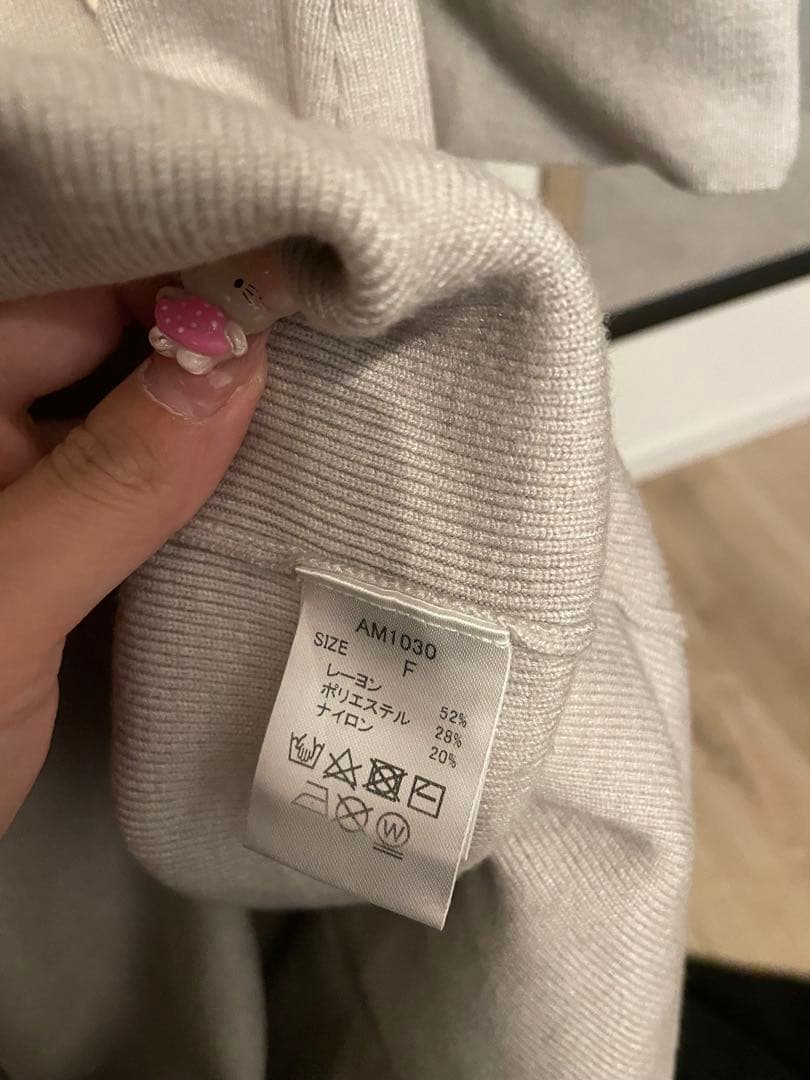 AM1030
SIZE F
レーヨン 52%
ポリエステル 28%
ナイロン 20%
W